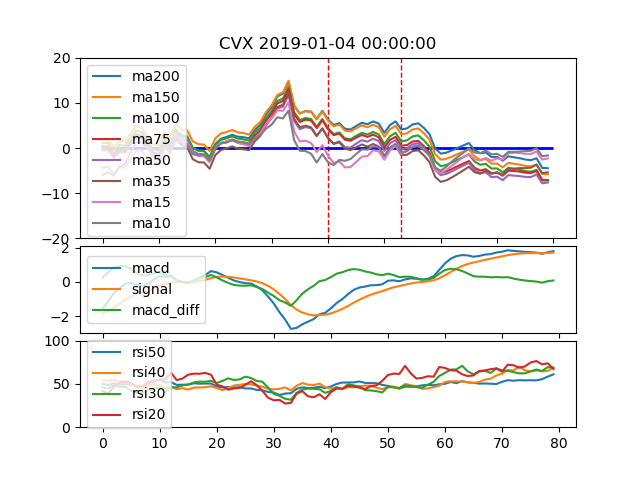 CVX 2019-01-04 00:00:00
20
10
0
−10
−20
ma200
ma150
ma100
ma75
ma50
ma35
ma15
ma10
2
0
−2
macd
signal
macd_diff
100
50
0
rsi50
rsi40
rsi30
rsi20
0 10 20 30 40 50 60 70 80